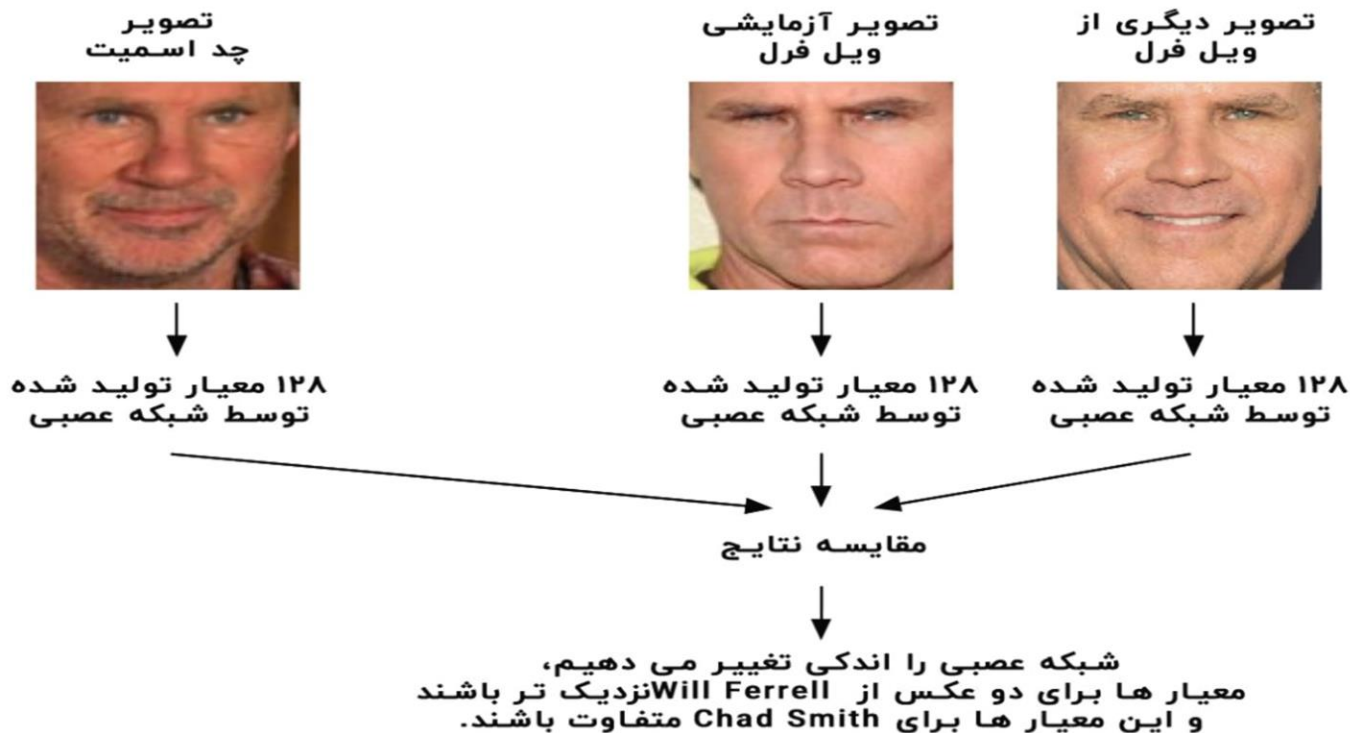 تصویر دیگری از
ویل فرل
تصویر آزمایشی
ویل فرل
تصویر
چد اسمیت
۱۲۸ معیار تولید شده
توسط شبکه عصبی
۱۲۸ معیار تولید شده
توسط شبکه عصبی
۱۲۸ معیار تولید شده
توسط شبکه عصبی
مقایسه نتایج
شبکه عصبی را اندکی تغییر می دهیم،
معیار ها برای دو عکس از Will Ferrellنزدیک تر باشند
و این معیار ها برای Chad Smith متفاوت باشند.